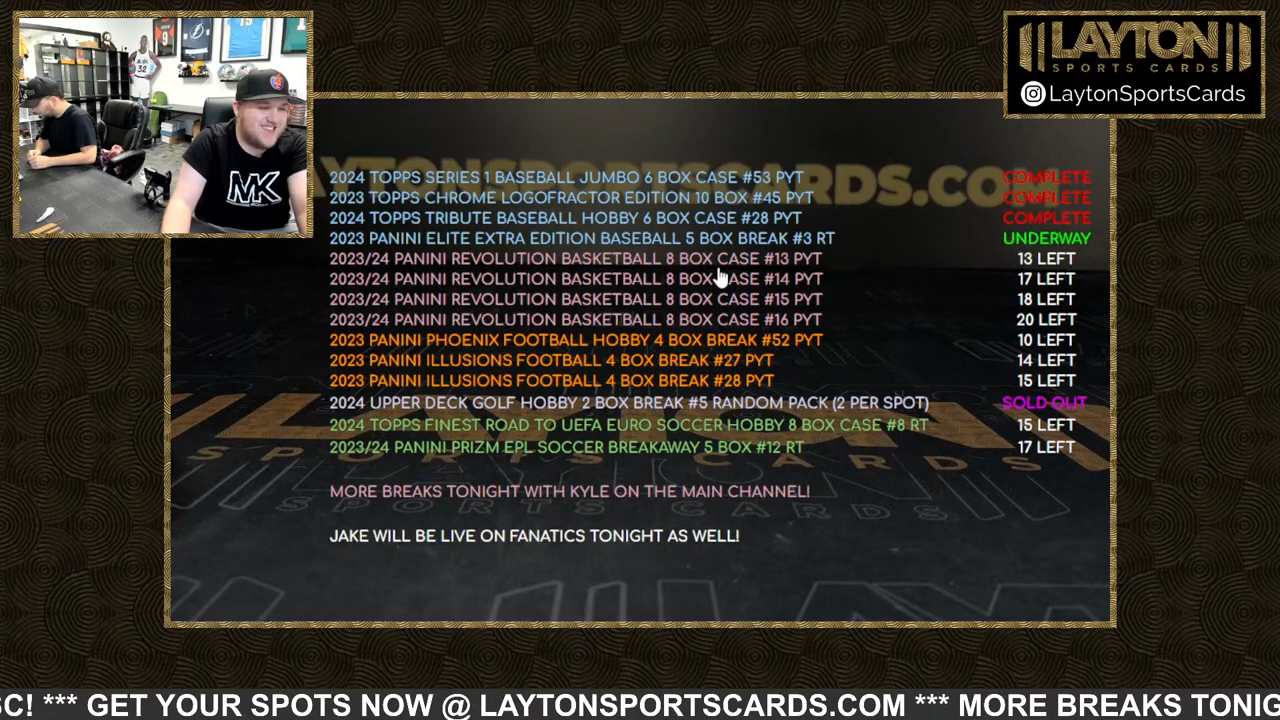 LAYTON
SPORTS CARDS
LaytonSportsCards
32
MK
LAYTONSPORTSCARDS.CO
2024 TOPPS SERIES 1 BASEBALL JUMBO 6 BOX CASE #53 PYT COMPLETE
2023 TOPPS CHROME LOGOFRACTOR EDITION 10 BOX #45 PYT COMPLETE
2024 TOPPS TRIBUTE BASEBALL HOBBY 6 BOX CASE #28 PYT COMPLETE
2023 PANINI ELITE EXTRA EDITION BASEBALL 5 BOX BREAK #3 RT UNDERWAY
2023/24 PANINI REVOLUTION BASKETBALL 8 BOX CASE #13 PYT 13 LEFT
2023/24 PANINI REVOLUTION BASKETBALL 8 BOX CASE #14 PYT 17 LEFT
2023/24 PANINI REVOLUTION BASKETBALL 8 BOX CASE #15 PYT 18 LEFT
2023/24 PANINI REVOLUTION BASKETBALL 8 BOX CASE #16 PYT 20 LEFT
2023 PANINI PHOENIX FOOTBALL HOBBY 4 BOX BREAK #52 PYT 10 LEFT
2023 PANINI ILLUSIONS FOOTBALL 4 BOX BREAK #27 PYT 14 LEFT
2023 PANINI ILLUSIONS FOOTBALL 4 BOX BREAK #28 PYT 15 LEFT
2024 UPPER DECK GOLF HOBBY 2 BOX BREAK #5 RANDOM PACK (2 PER SPOT) SOLD OUT
2024 TOPPS FINEST ROAD TO UEFA EURO SOCCER HOBBY 8 BOX CASE #8 RT 15 LEFT
2023/24 PANINI PRIZM EPL SOCCER BREAKAWAY 5 BOX #12 RT 17 LEFT
MORE BREAKS TONIGHT WITH KYLE ON THE MAIN CHANNEL!
JAKE WILL BE LIVE ON FANATICS TONIGHT AS WELL!
SC! *** GET YOUR SPOTS NOW @ LAYTONSPORTSCARDS.COM *** MORE BREAKS TONIG